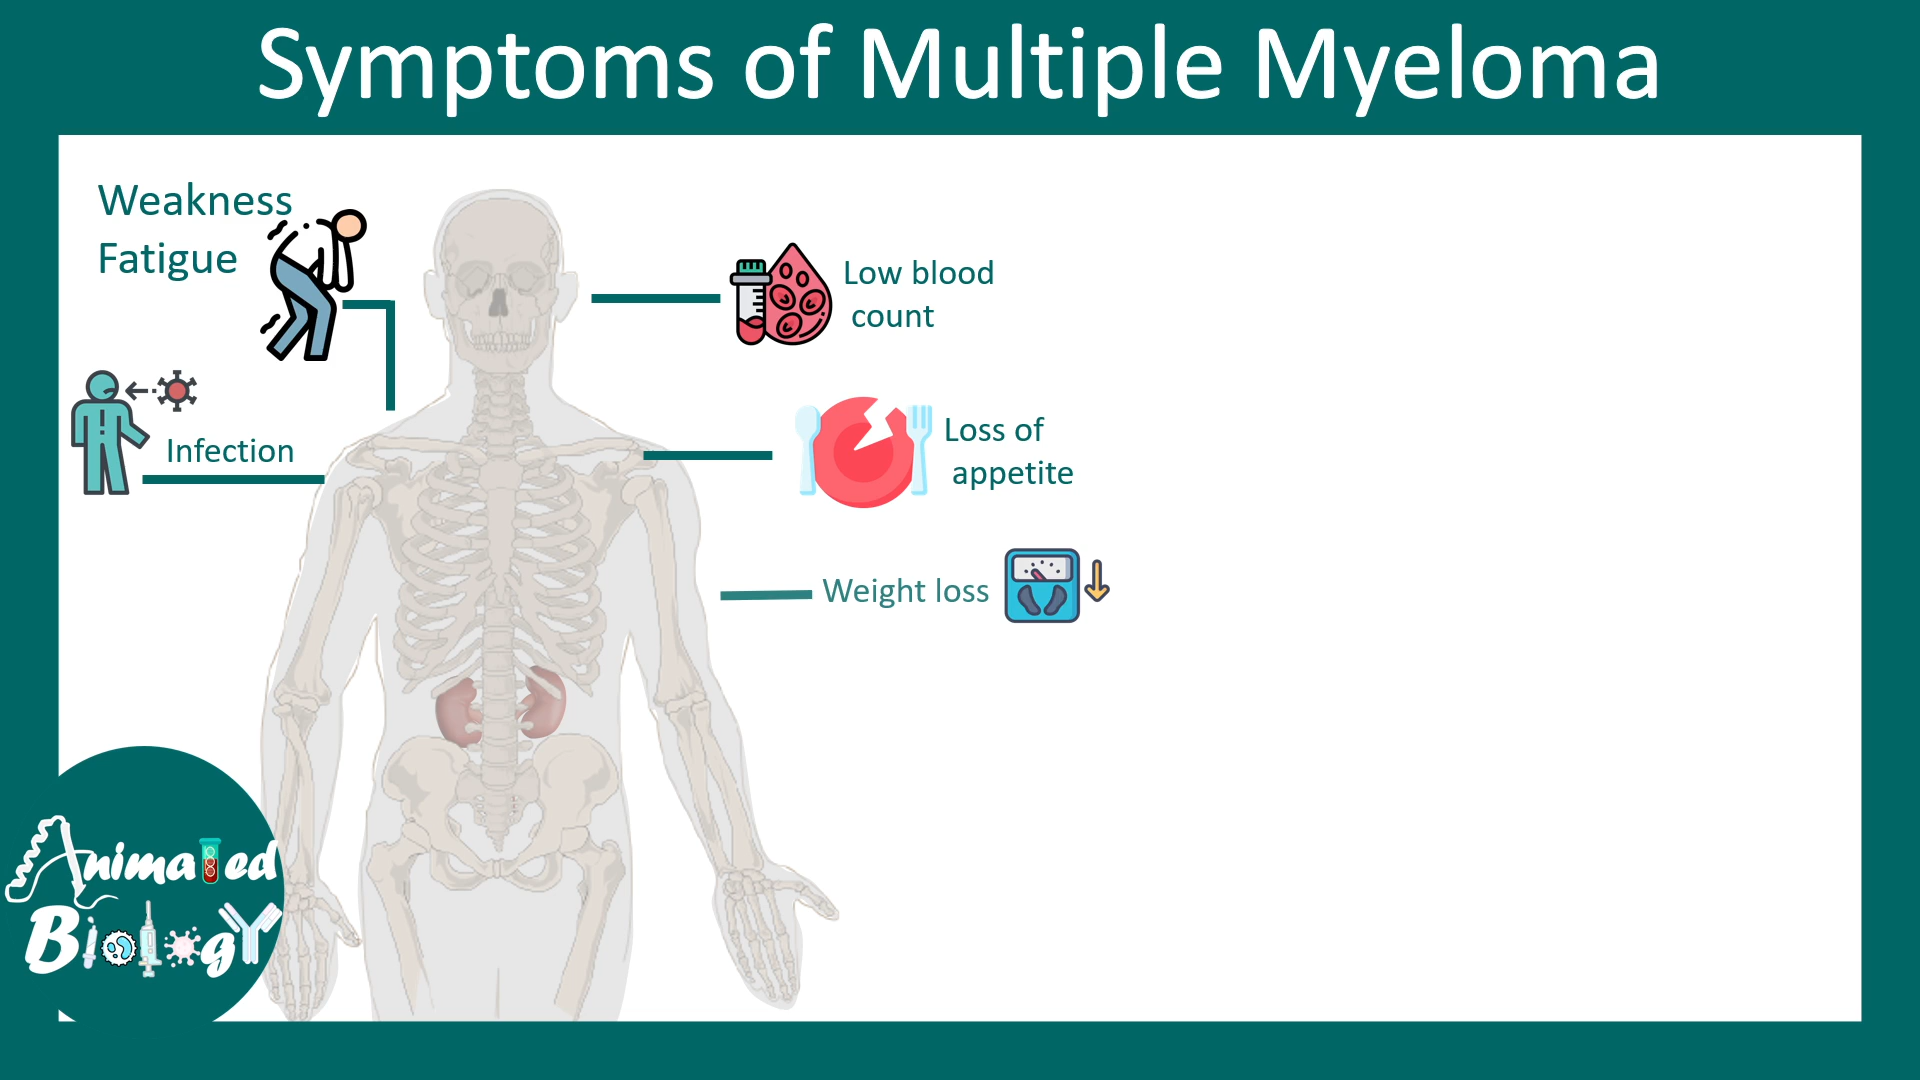 Symptoms of Multiple Myeloma
Weakness
Fatigue
Low blood
count
Infection
Loss of
appetite
Weight loss
Animated
Biology